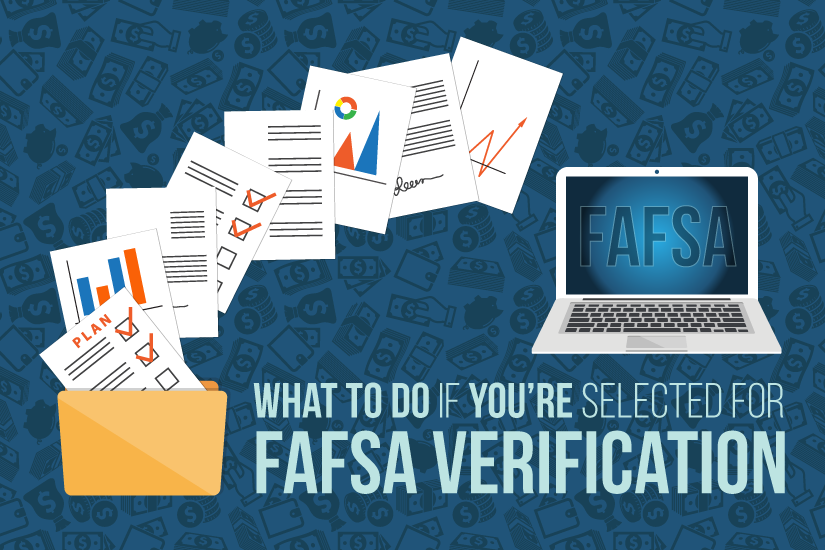 FAFSA
PLAN
WHAT TO DO IF YOU'RE SELECTED FOR
FAFSA VERIFICATION